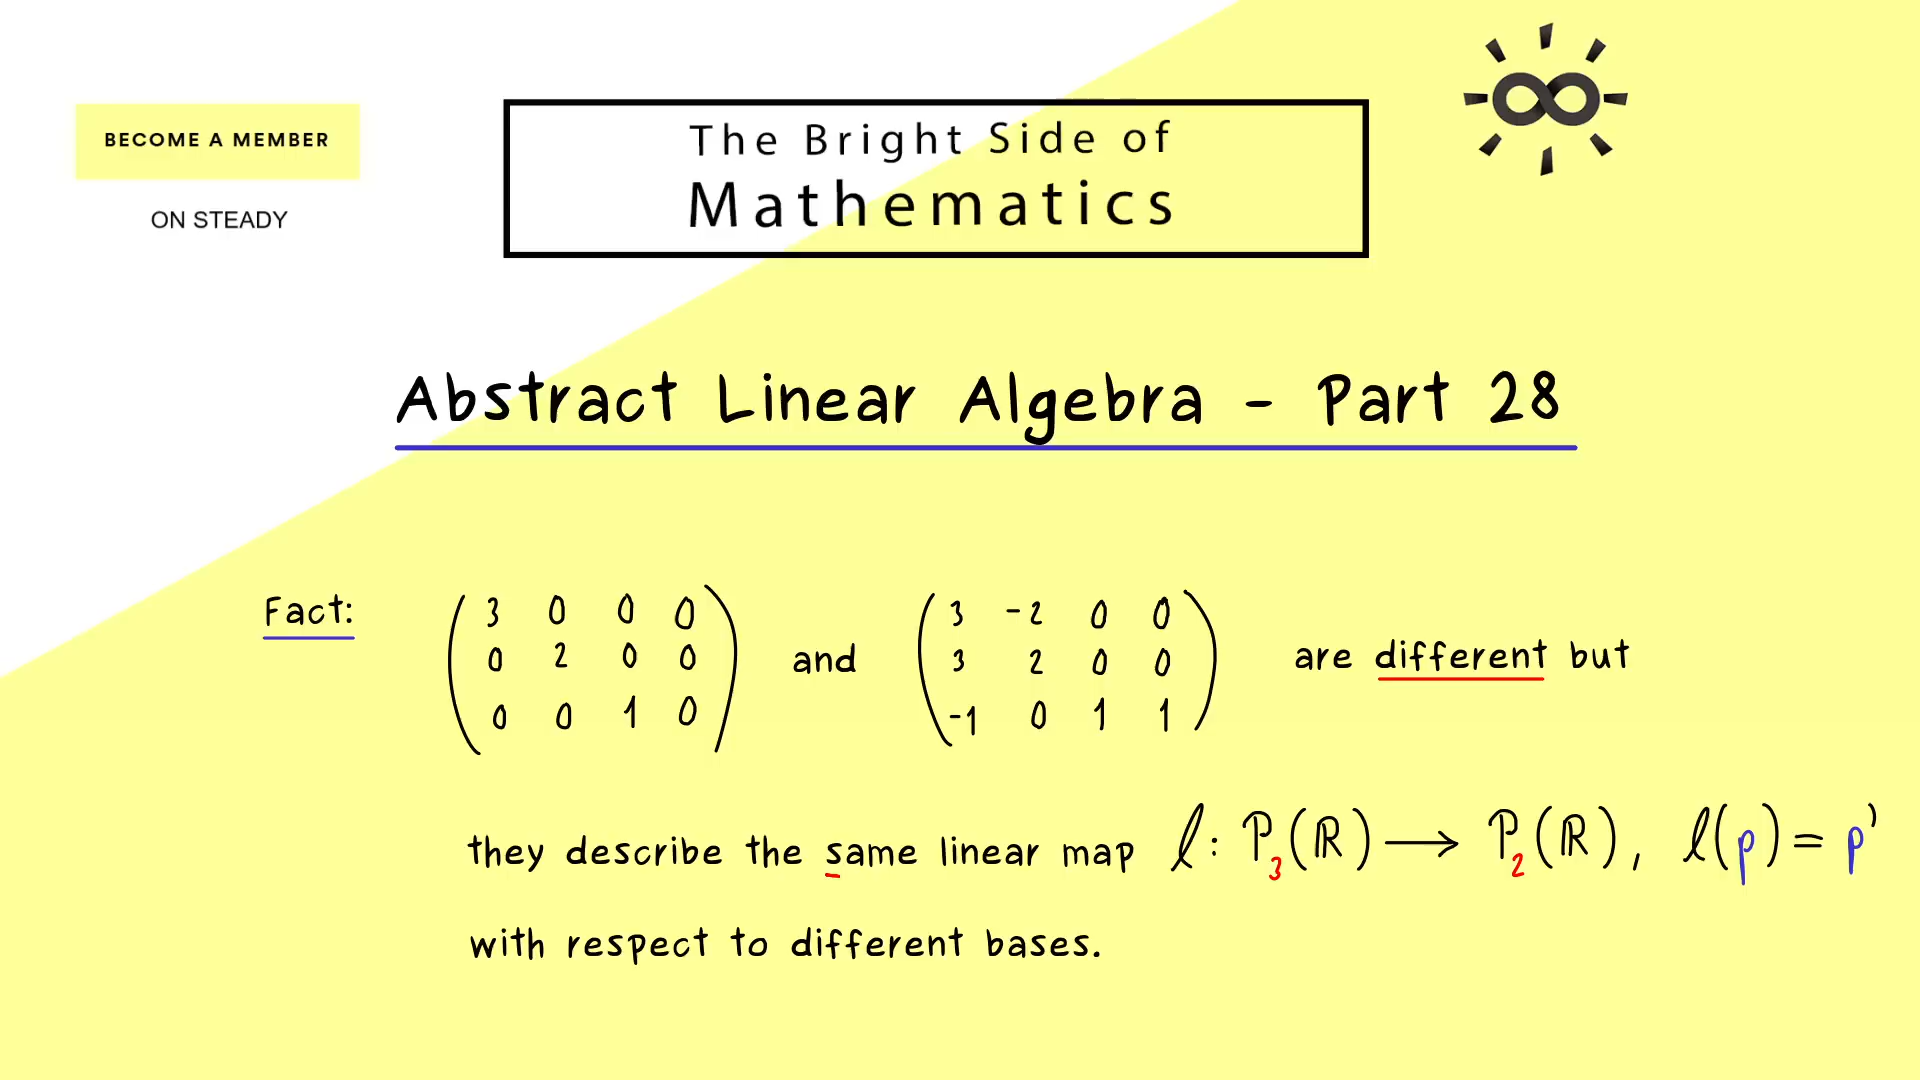 BECOME A MEMBER
ON STEADY
The Bright Side of
Mathematics
Abstract Linear Algebra - Part 28
Fact: (3 0 0 0
0 2 0 0
0 0 1 0) and (3 -2 0 0
3 2 0 0
-1 0 1 1) are different but
they describe the same linear map ℓ: P₃(ℝ) ⟶ P₂(ℝ), ℓ(p) = p'
with respect to different bases.